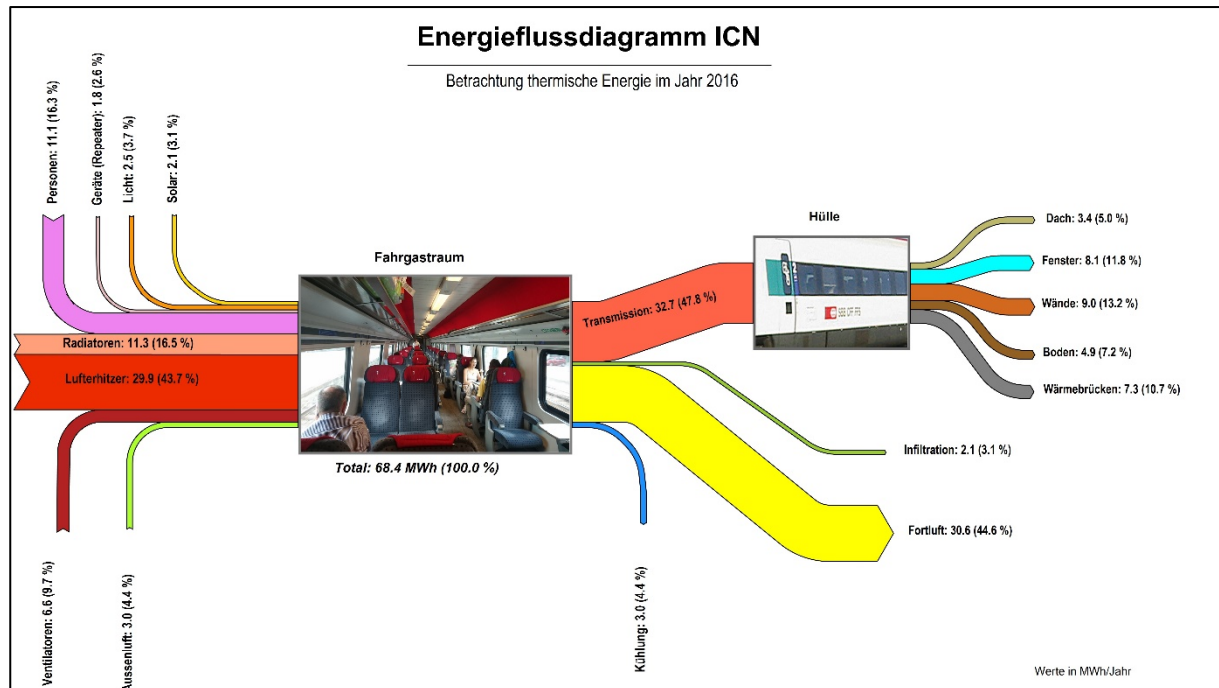 Energieflussdiagramm ICN
Betrachtung thermische Energie im Jahr 2016
Personen: 11.1 (16.3 %)
Geräte (Repeater): 1.8 (2.6 %)
Licht: 2.5 (3.7 %)
Solar: 2.1 (3.1 %)
Radiatoren: 11.3 (16.5 %)
Lufterhitzer: 29.9 (43.7 %)
Ventilatoren: 6.6 (9.7 %)
Aussenluft: 3.0 (4.4 %)
Fahrgastraum
Total: 68.4 MWh (100.0 %)
Transmission: 32.7 (47.8 %)
Hülle
SBB CFF FFS
Dach: 3.4 (5.0 %)
Fenster: 8.1 (11.8 %)
Wände: 9.0 (13.2 %)
Boden: 4.9 (7.2 %)
Wärmebrücken: 7.3 (10.7 %)
Infiltration: 2.1 (3.1 %)
Fortluft: 30.6 (44.6 %)
Kühlung: 3.0 (4.4 %)
Werte in MWh/Jahr